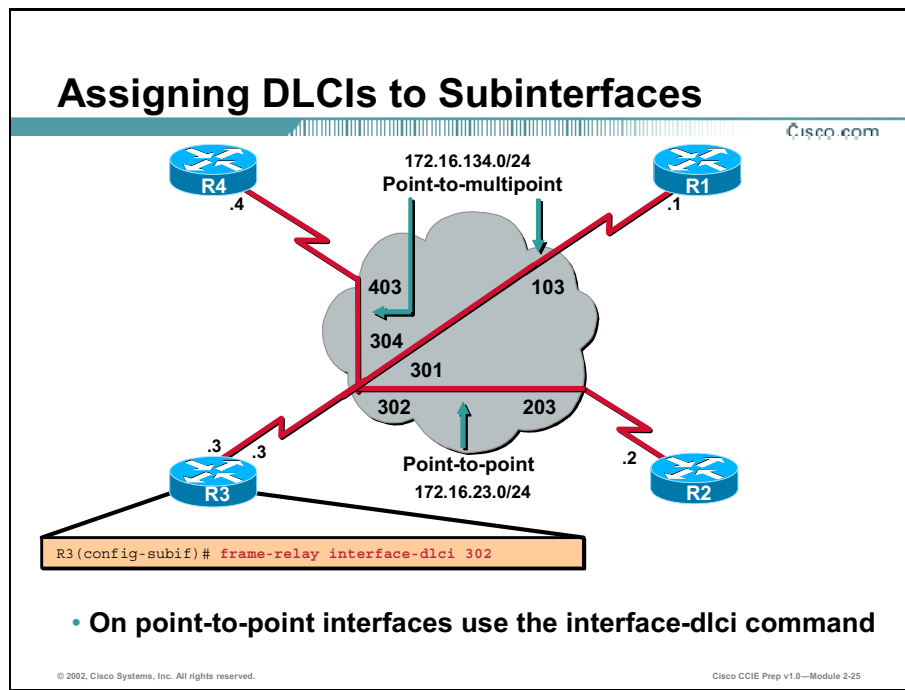 Assigning DLCIs to Subinterfaces
Cisco.com
172.16.134.0/24
Point-to-multipoint
R4
.4
R1
.1
403
103
304
301
302
203
.3
.3
R3
Point-to-point
172.16.23.0/24
.2
R2
R3(config-subif)# frame-relay interface-dlci 302
• On point-to-point interfaces use the interface-dlci command
© 2002, Cisco Systems, Inc. All rights reserved.
Cisco CCIE Prep v1.0—Module 2-25